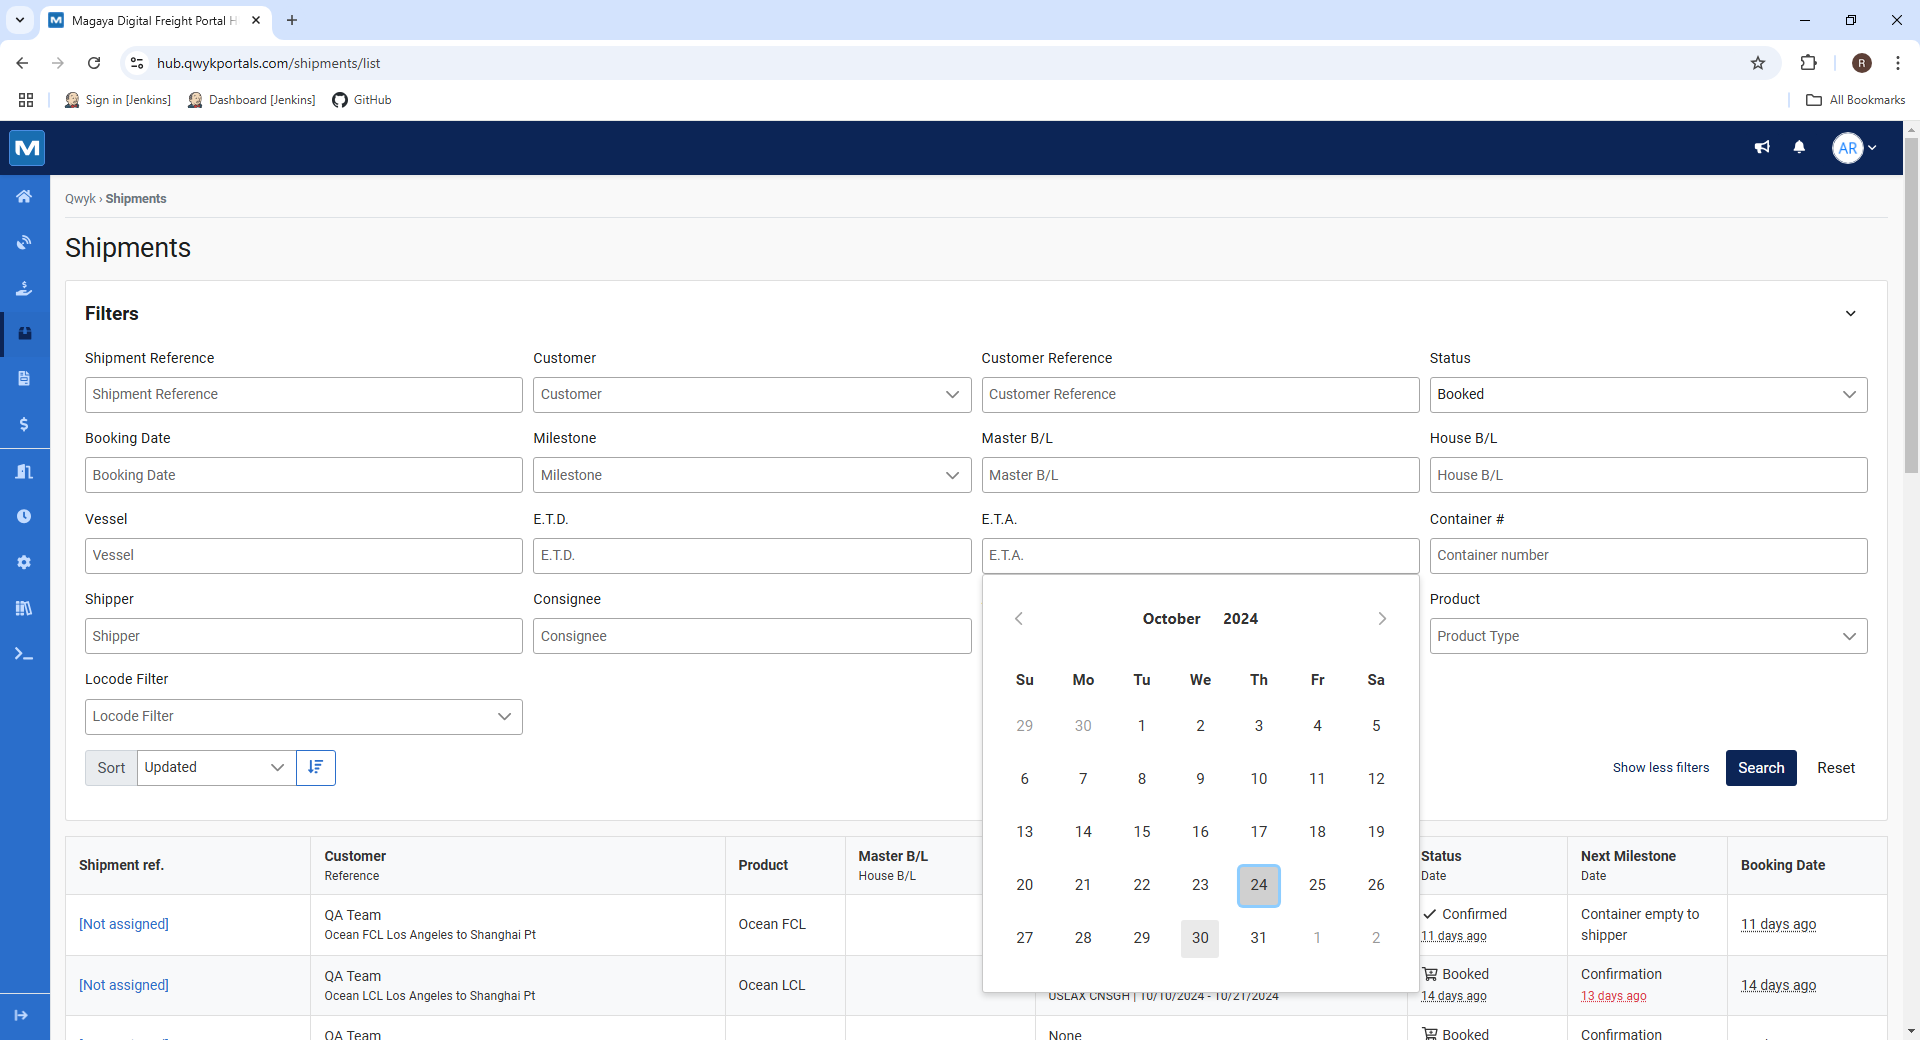 Magaya Digital Freight Portal H
hub.qwykportals.com/shipments/list
R
Sign in [Jenkins]
Dashboard [Jenkins]
GitHub
All Bookmarks
M
AR
Qwyk › Shipments
Shipments
Filters
Shipment Reference
Customer
Customer Reference
Status
Shipment Reference
Customer
Customer Reference
Booked
Booking Date
Milestone
Master B/L
House B/L
Booking Date
Milestone
Master B/L
House B/L
Vessel
E.T.D.
E.T.A.
Container #
Vessel
E.T.D.
E.T.A.
Container number
Shipper
Consignee
Product
Shipper
Consignee
Product Type
Locode Filter
Locode Filter
Sort
Updated
Show less filters
Search
Reset
October 2024
Su Mo Tu We Th Fr Sa
29 30 1 2 3 4 5
6 7 8 9 10 11 12
13 14 15 16 17 18 19
20 21 22 23 24 25 26
27 28 29 30 31 1 2
Shipment ref.
Customer
Reference
Product
Master B/L
House B/L
Status
Date
Next Milestone
Date
Booking Date
[Not assigned]
QA Team
Ocean FCL Los Angeles to Shanghai Pt
Ocean FCL
Confirmed
11 days ago
Container empty to
shipper
11 days ago
[Not assigned]
QA Team
Ocean LCL Los Angeles to Shanghai Pt
Ocean LCL
USLAX CNSGH | 10/10/2024 - 10/21/2024
Booked
14 days ago
Confirmation
13 days ago
14 days ago
QA Team
None
Booked
Confirmation